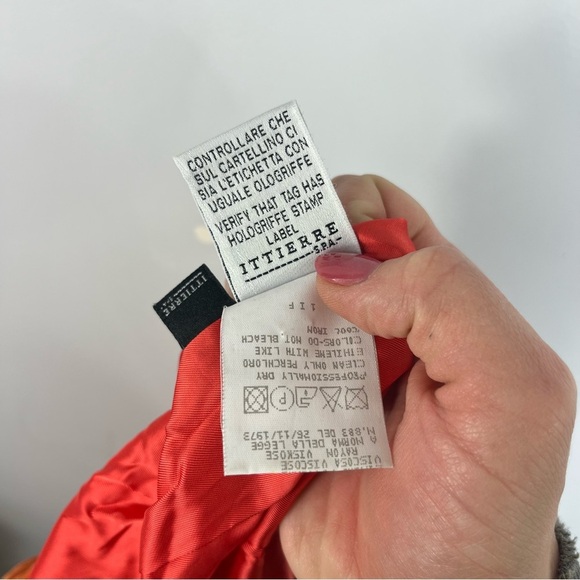 CONTROLLARE CHE
SUL CARTELLINO CI
SIA L'ETICHETTA CON
UGUALE OLOGRIFFE
VERIFY THAT TAG HAS
HOLOGRIFFE STAMP
LABEL
ITTIERRE
S.P.A.
ITTIERRE
S.P.A.
VISCOSA VISCOSE
RAYON VISKOSE
A NORMA DELLA LEGGE
N.883 DEL 26/11/1973
P
PROFESSIONALLY DRY
CLEAN ONLY PERCHLORO
ETHILENE WITH LIKE
COLORS-DO NOT BLEACH
COOL IRON